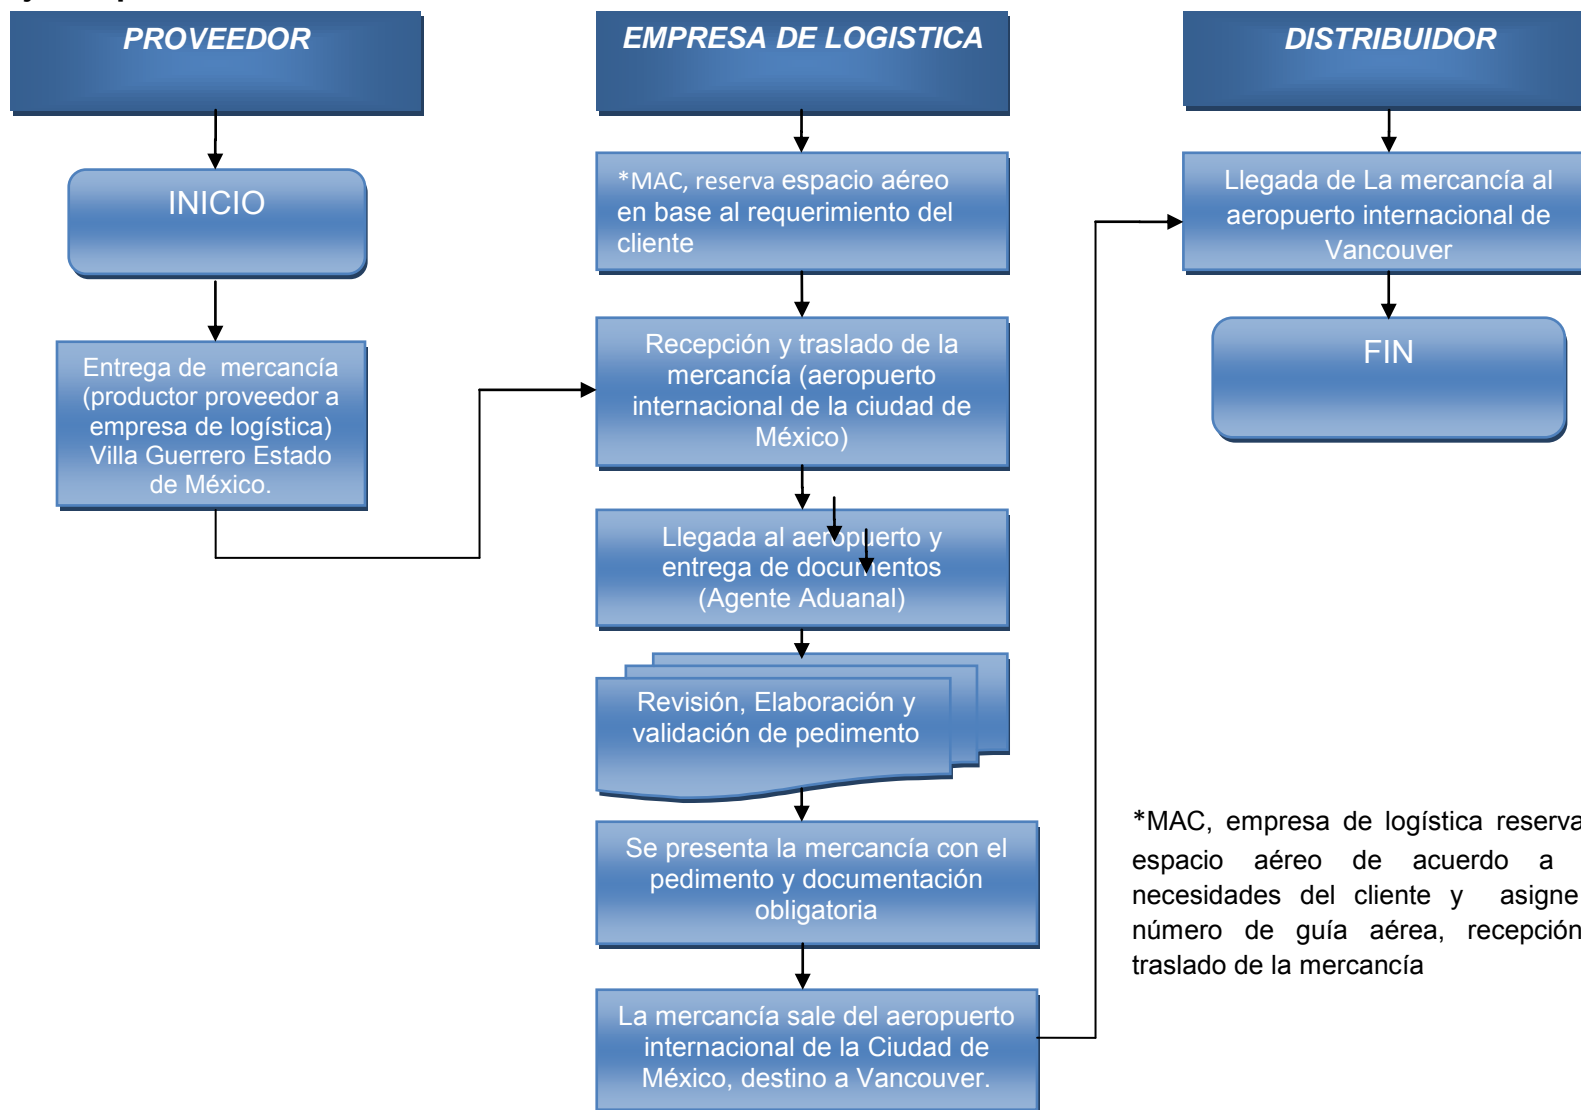 PROVEEDOR
INICIO
Entrega de mercancía
(productor proveedor a
empresa de logística)
Villa Guerrero Estado
de México.
EMPRESA DE LOGISTICA
*MAC, reserva espacio aéreo
en base al requerimiento del
cliente
Recepción y traslado de la
mercancía (aeropuerto
internacional de la ciudad de
México)
Llegada al aeropuerto y
entrega de documentos
(Agente Aduanal)
Revisión, Elaboración y
validación de pedimento
Se presenta la mercancía con el
pedimento y documentación
obligatoria
La mercancía sale del aeropuerto
internacional de la Ciudad de
México, destino a Vancouver.
DISTRIBUIDOR
Llegada de La mercancía al
aeropuerto internacional de
Vancouver
FIN
*MAC, empresa de logística reserva
espacio aéreo de acuerdo a
necesidades del cliente y asigne
número de guía aérea, recepción
traslado de la mercancía